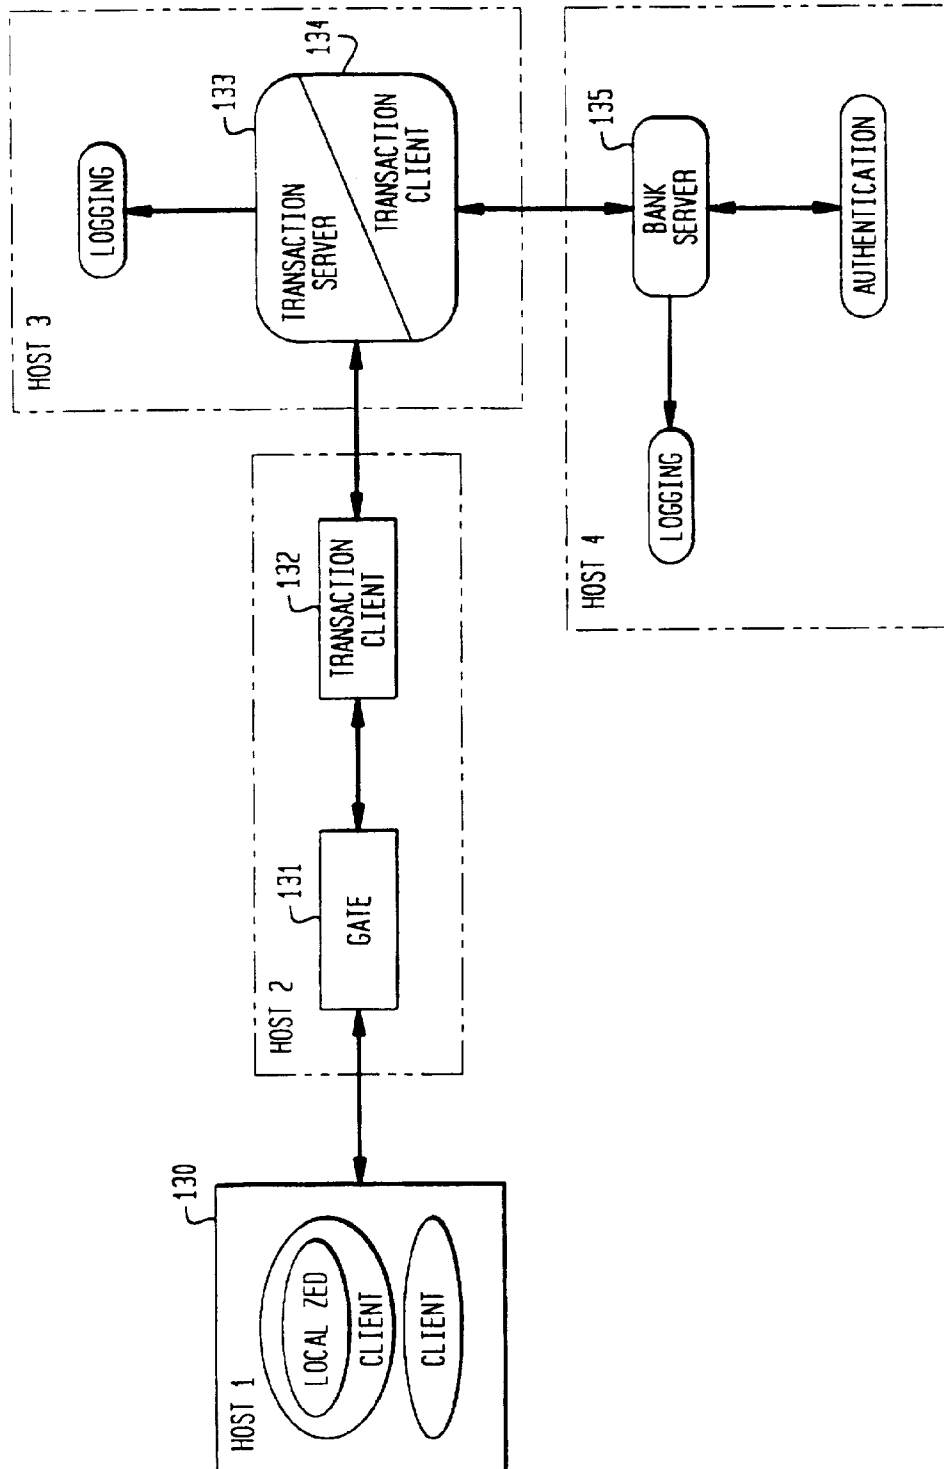 HOST 1
130
LOCAL ZED
CLIENT
CLIENT
HOST 2
131
GATE
132
TRANSACTION
CLIENT
HOST 3
LOGGING
133
TRANSACTION
SERVER
134
TRANSACTION
CLIENT
HOST 4
LOGGING
135
BANK
SERVER
AUTHENTICATION